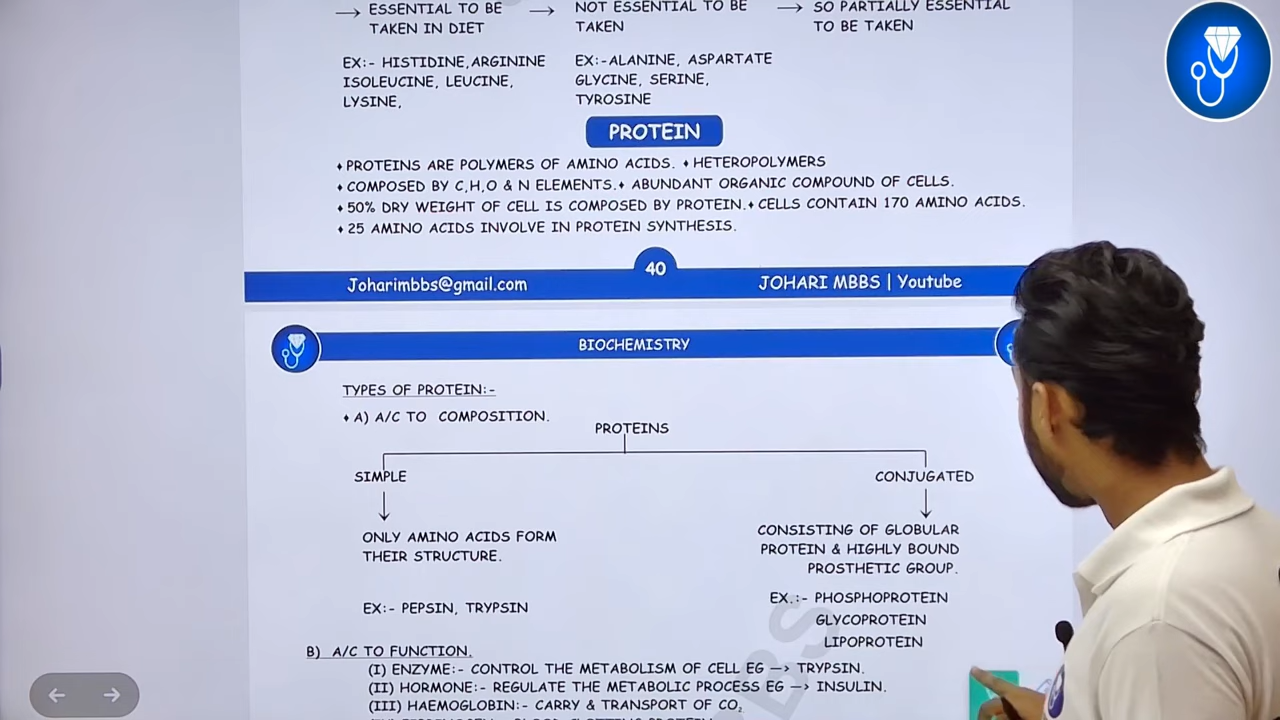 → ESSENTIAL TO BE
TAKEN IN DIET
→ NOT ESSENTIAL TO BE
TAKEN
→ SO PARTIALLY ESSENTIAL
TO BE TAKEN
EX:- HISTIDINE, ARGININE
ISOLEUCINE, LEUCINE,
LYSINE,
EX:-ALANINE, ASPARTATE
GLYCINE, SERINE,
TYROSINE
PROTEIN
♦ PROTEINS ARE POLYMERS OF AMINO ACIDS. ♦ HETEROPOLYMERS
♦ COMPOSED BY C,H,O & N ELEMENTS.♦ ABUNDANT ORGANIC COMPOUND OF CELLS.
♦ 50% DRY WEIGHT OF CELL IS COMPOSED BY PROTEIN.♦ CELLS CONTAIN 170 AMINO ACIDS.
♦ 25 AMINO ACIDS INVOLVE IN PROTEIN SYNTHESIS.
Joharimbbs@gmail.com
40
JOHARI MBBS | Youtube
BIOCHEMISTRY
TYPES OF PROTEIN:-
♦ A) A/C TO COMPOSITION.
PROTEINS
SIMPLE
CONJUGATED
ONLY AMINO ACIDS FORM
THEIR STRUCTURE.
CONSISTING OF GLOBULAR
PROTEIN & HIGHLY BOUND
PROSTHETIC GROUP.
EX:- PEPSIN, TRYPSIN
EX.:- PHOSPHOPROTEIN
GLYCOPROTEIN
LIPOPROTEIN
B) A/C TO FUNCTION.
(I) ENZYME:- CONTROL THE METABOLISM OF CELL EG —> TRYPSIN.
(II) HORMONE:- REGULATE THE METABOLIC PROCESS EG —> INSULIN.
(III) HAEMOGLOBIN:- CARRY & TRANSPORT OF CO₂